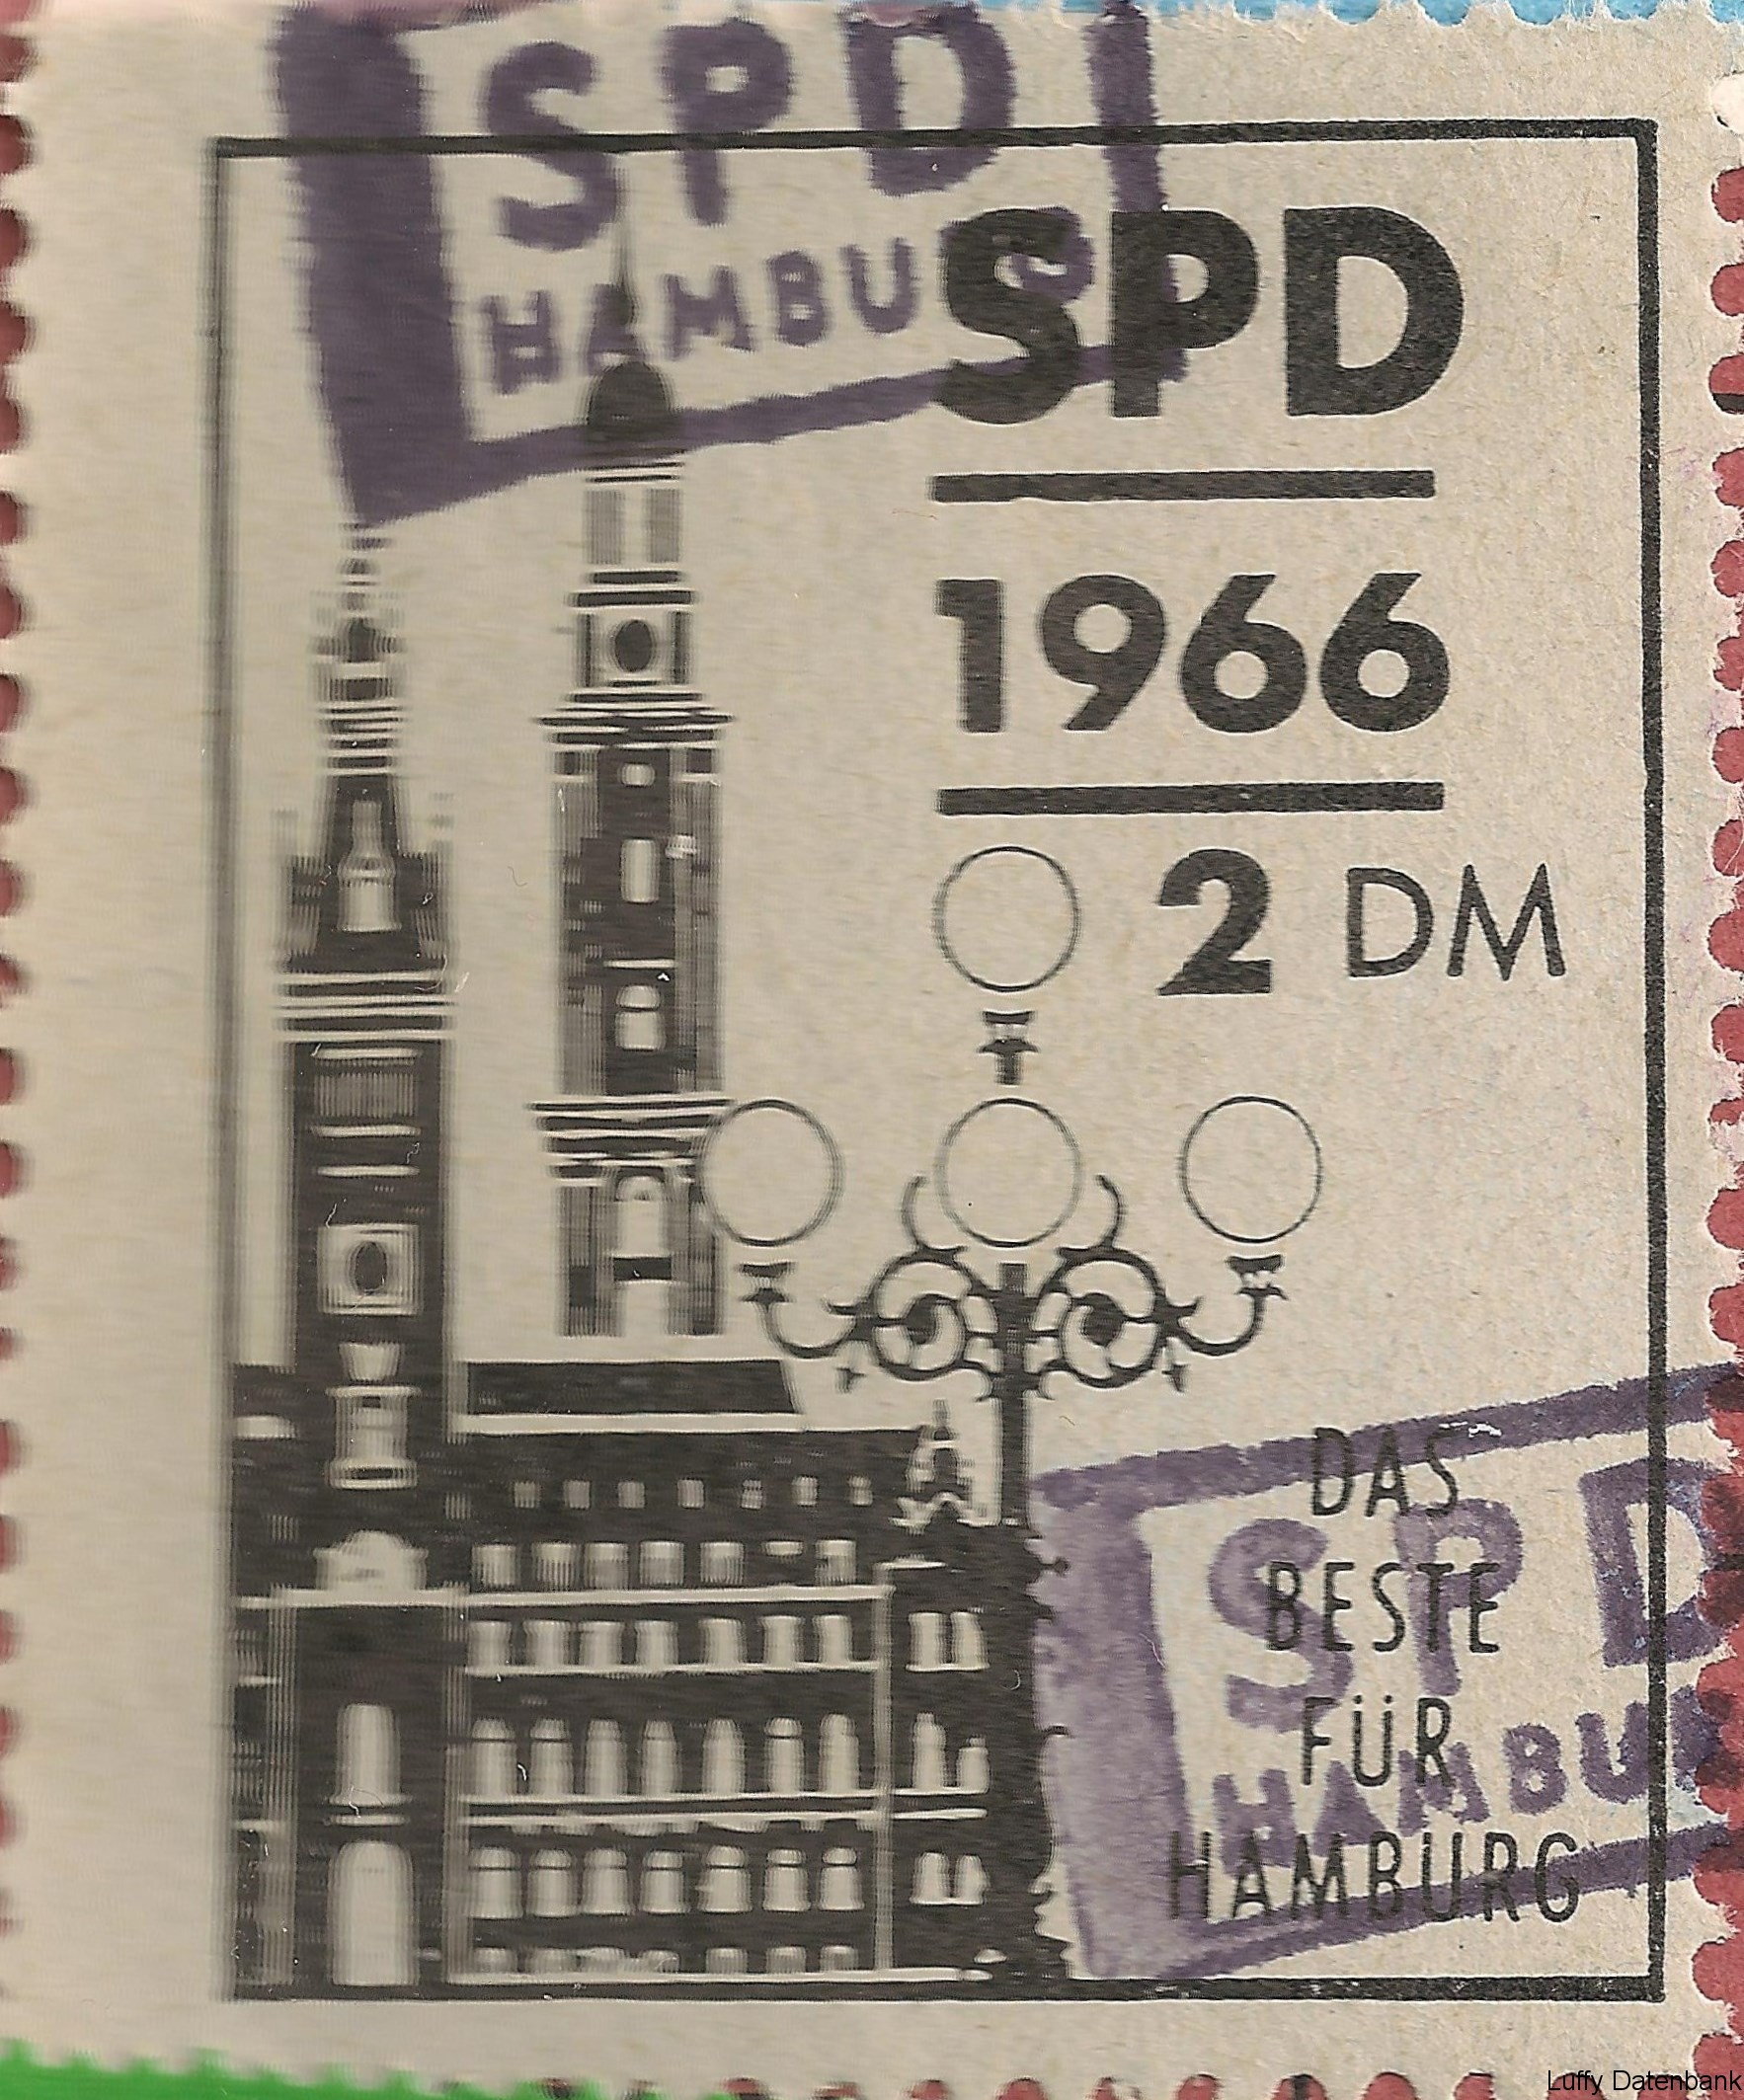 SPD
HAMBU
SPD
1966
2 DM
DAS
BESTE
FÜR
HAMBURG
SPD
HAMBU
Luffy Datenbank